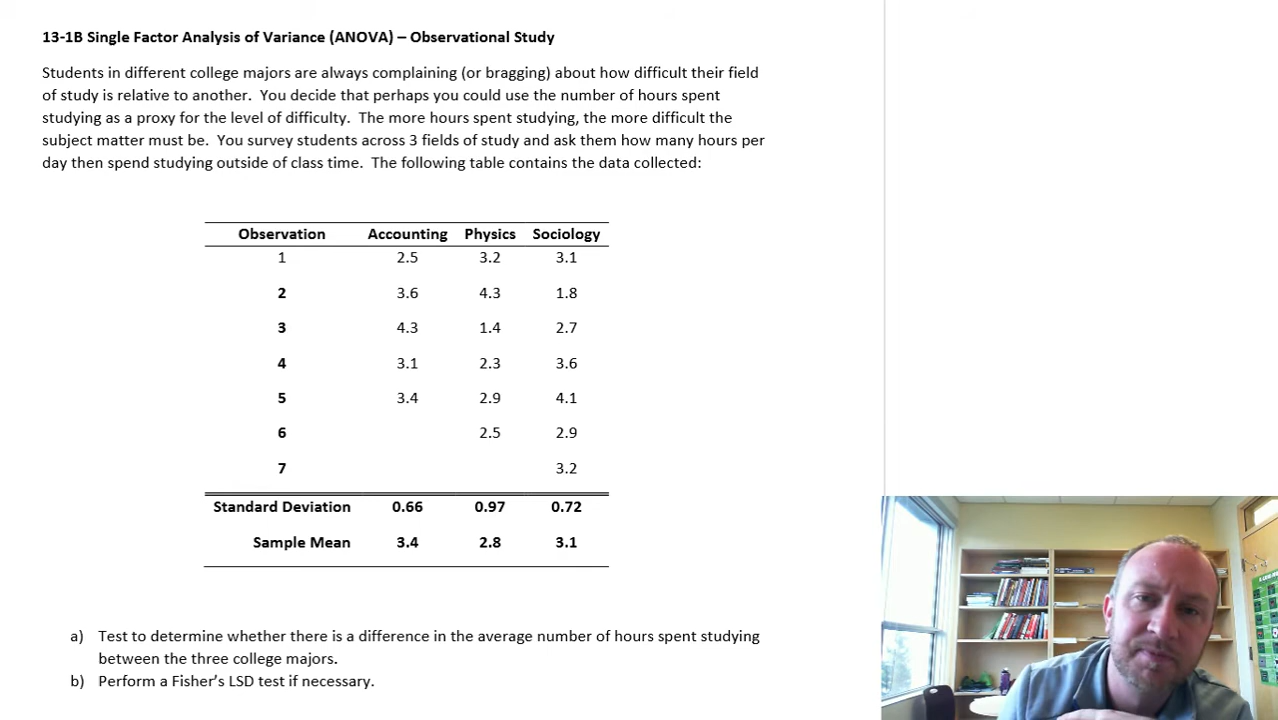 13-1B Single Factor Analysis of Variance (ANOVA) – Observational Study
Students in different college majors are always complaining (or bragging) about how difficult their field
of study is relative to another.  You decide that perhaps you could use the number of hours spent
studying as a proxy for the level of difficulty.  The more hours spent studying, the more difficult the
subject matter must be.  You survey students across 3 fields of study and ask them how many hours per
day then spend studying outside of class time.  The following table contains the data collected:
Observation Accounting Physics Sociology
1 2.5 3.2 3.1
2 3.6 4.3 1.8
3 4.3 1.4 2.7
4 3.1 2.3 3.6
5 3.4 2.9 4.1
6 2.5 2.9
7 3.2
Standard Deviation 0.66 0.97 0.72
Sample Mean 3.4 2.8 3.1
a) Test to determine whether there is a difference in the average number of hours spent studying
between the three college majors.
b) Perform a Fisher's LSD test if necessary.